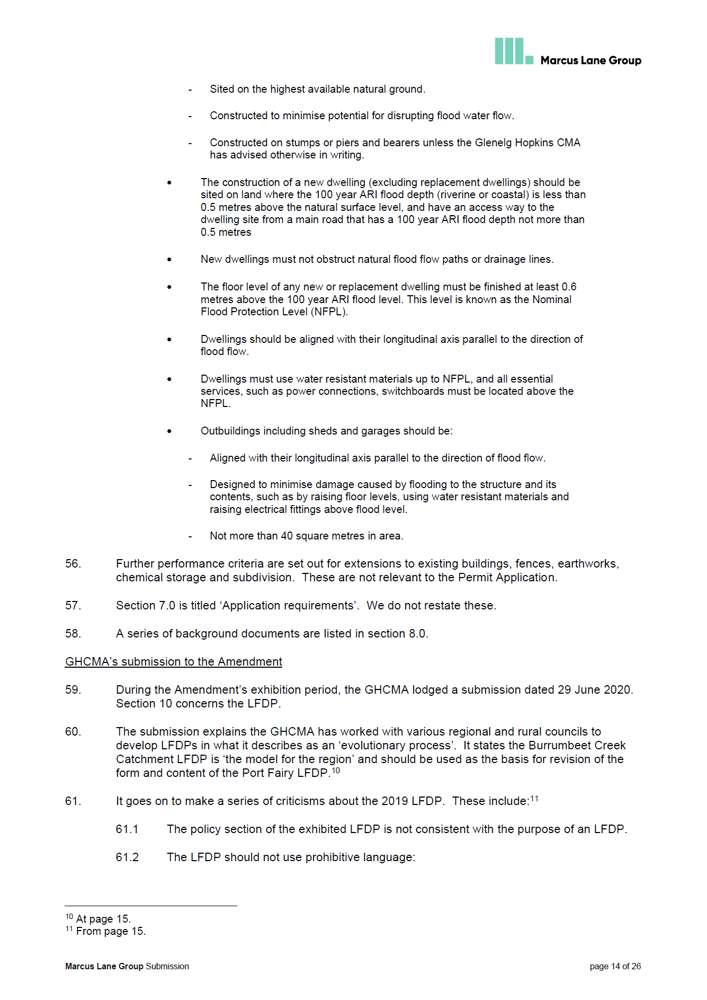 Marcus Lane Group
- Sited on the highest available natural ground.
- Constructed to minimise potential for disrupting flood water flow.
- Constructed on stumps or piers and bearers unless the Glenelg Hopkins CMA
has advised otherwise in writing.
• The construction of a new dwelling (excluding replacement dwellings) should be
sited on land where the 100 year ARI flood depth (riverine or coastal) is less than
0.5 metres above the natural surface level, and have an access way to the
dwelling site from a main road that has a 100 year ARI flood depth not more than
0.5 metres
• New dwellings must not obstruct natural flood flow paths or drainage lines.
• The floor level of any new or replacement dwelling must be finished at least 0.6
metres above the 100 year ARI flood level. This level is known as the Nominal
Flood Protection Level (NFPL).
• Dwellings should be aligned with their longitudinal axis parallel to the direction of
flood flow.
• Dwellings must use water resistant materials up to NFPL, and all essential
services, such as power connections, switchboards must be located above the
NFPL.
• Outbuildings including sheds and garages should be:
- Aligned with their longitudinal axis parallel to the direction of flood flow.
- Designed to minimise damage caused by flooding to the structure and its
contents, such as by raising floor levels, using water resistant materials and
raising electrical fittings above flood level.
- Not more than 40 square metres in area.
56. Further performance criteria are set out for extensions to existing buildings, fences, earthworks,
chemical storage and subdivision. These are not relevant to the Permit Application.
57. Section 7.0 is titled ‘Application requirements’. We do not restate these.
58. A series of background documents are listed in section 8.0.
GHCMA’s submission to the Amendment
59. During the Amendment’s exhibition period, the GHCMA lodged a submission dated 29 June 2020.
Section 10 concerns the LFDP.
60. The submission explains the GHCMA has worked with various regional and rural councils to
develop LFDPs in what it describes as an ‘evolutionary process’. It states the Burrumbeet Creek
Catchment LFDP is ‘the model for the region’ and should be used as the basis for revision of the
form and content of the Port Fairy LFDP.10
61. It goes on to make a series of criticisms about the 2019 LFDP. These include:11
61.1 The policy section of the exhibited LFDP is not consistent with the purpose of an LFDP.
61.2 The LFDP should not use prohibitive language:
10 At page 15.
11 From page 15.
Marcus Lane Group Submission page 14 of 26